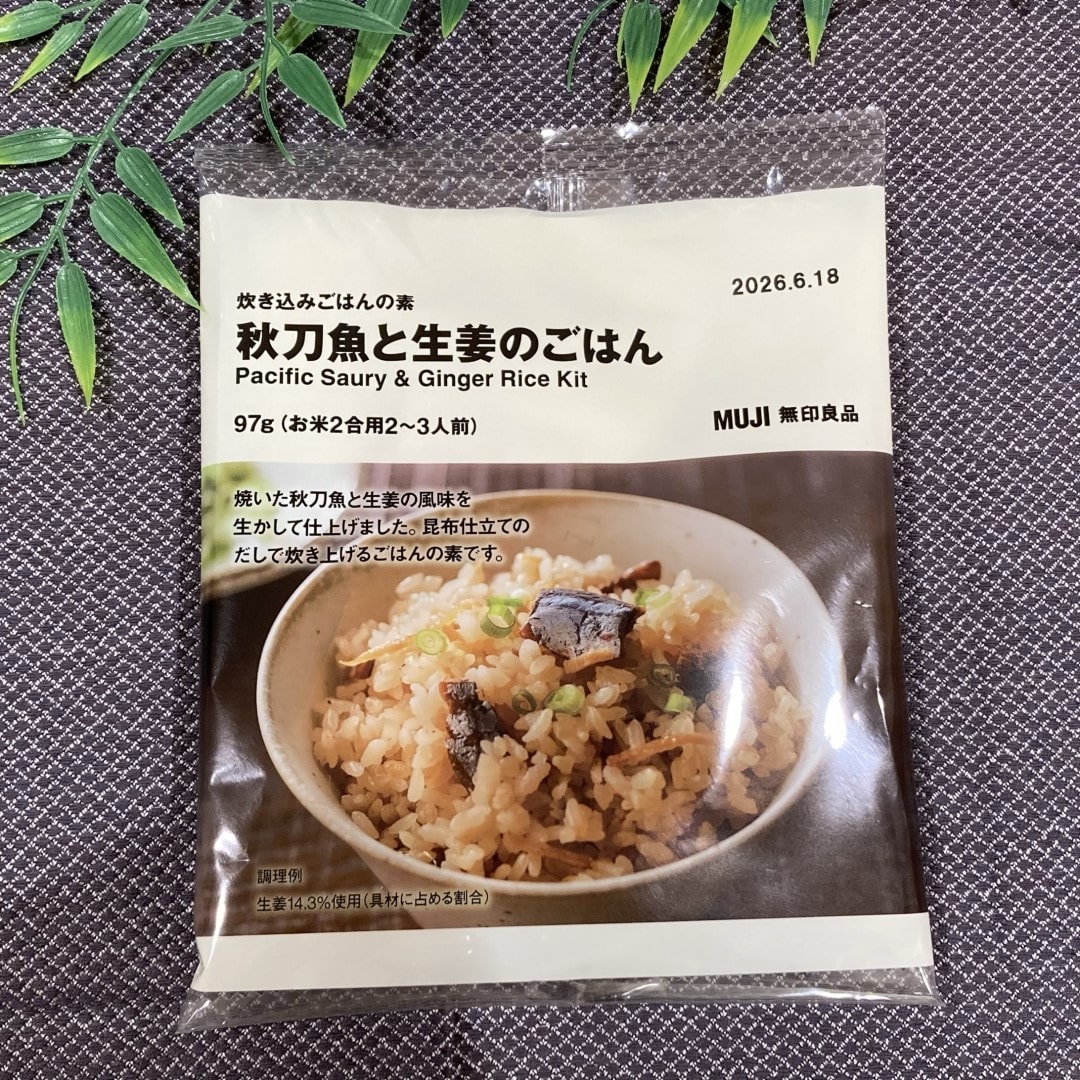 2026.6.18
炊き込みごはんの素
秋刀魚と生姜のごはん
Pacific Saury & Ginger Rice Kit
97g（お米2合用2〜3人前）
MUJI 無印良品
焼いた秋刀魚と生姜の風味を
生かして仕上げました。昆布仕立ての
だしで炊き上げるごはんの素です。
調理例
生姜14.3%使用（具材に占める割合）